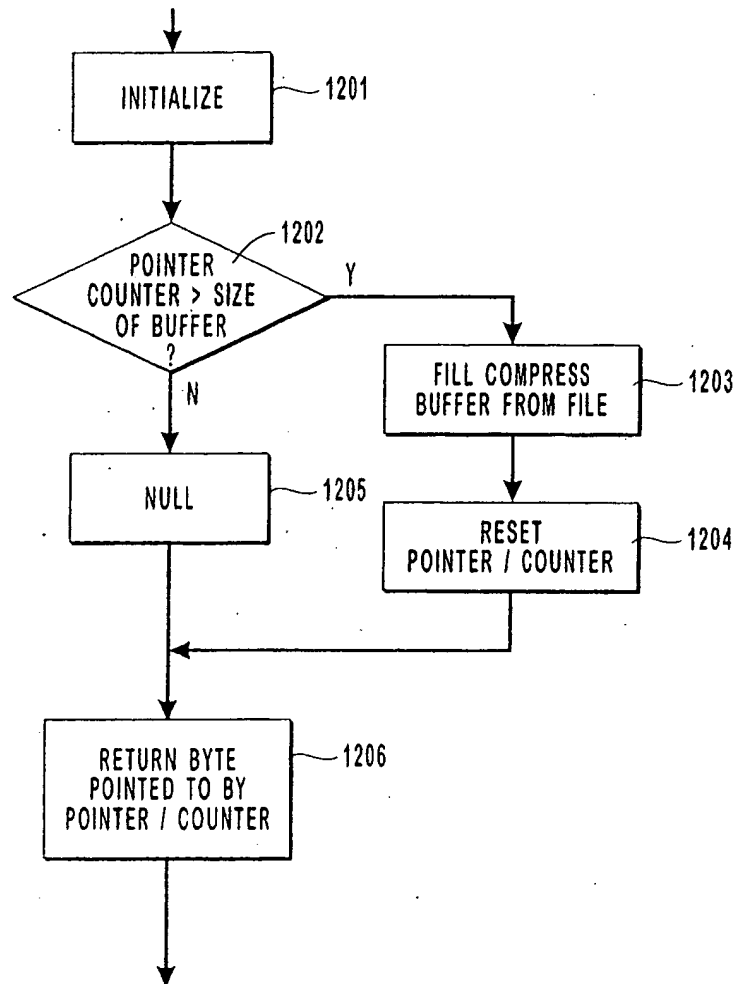 INITIALIZE
1201
1202
POINTER
COUNTER > SIZE
OF BUFFER
?
Y
N
FILL COMPRESS
BUFFER FROM FILE
1203
NULL
1205
RESET
POINTER / COUNTER
1204
RETURN BYTE
POINTED TO BY
POINTER / COUNTER
1206